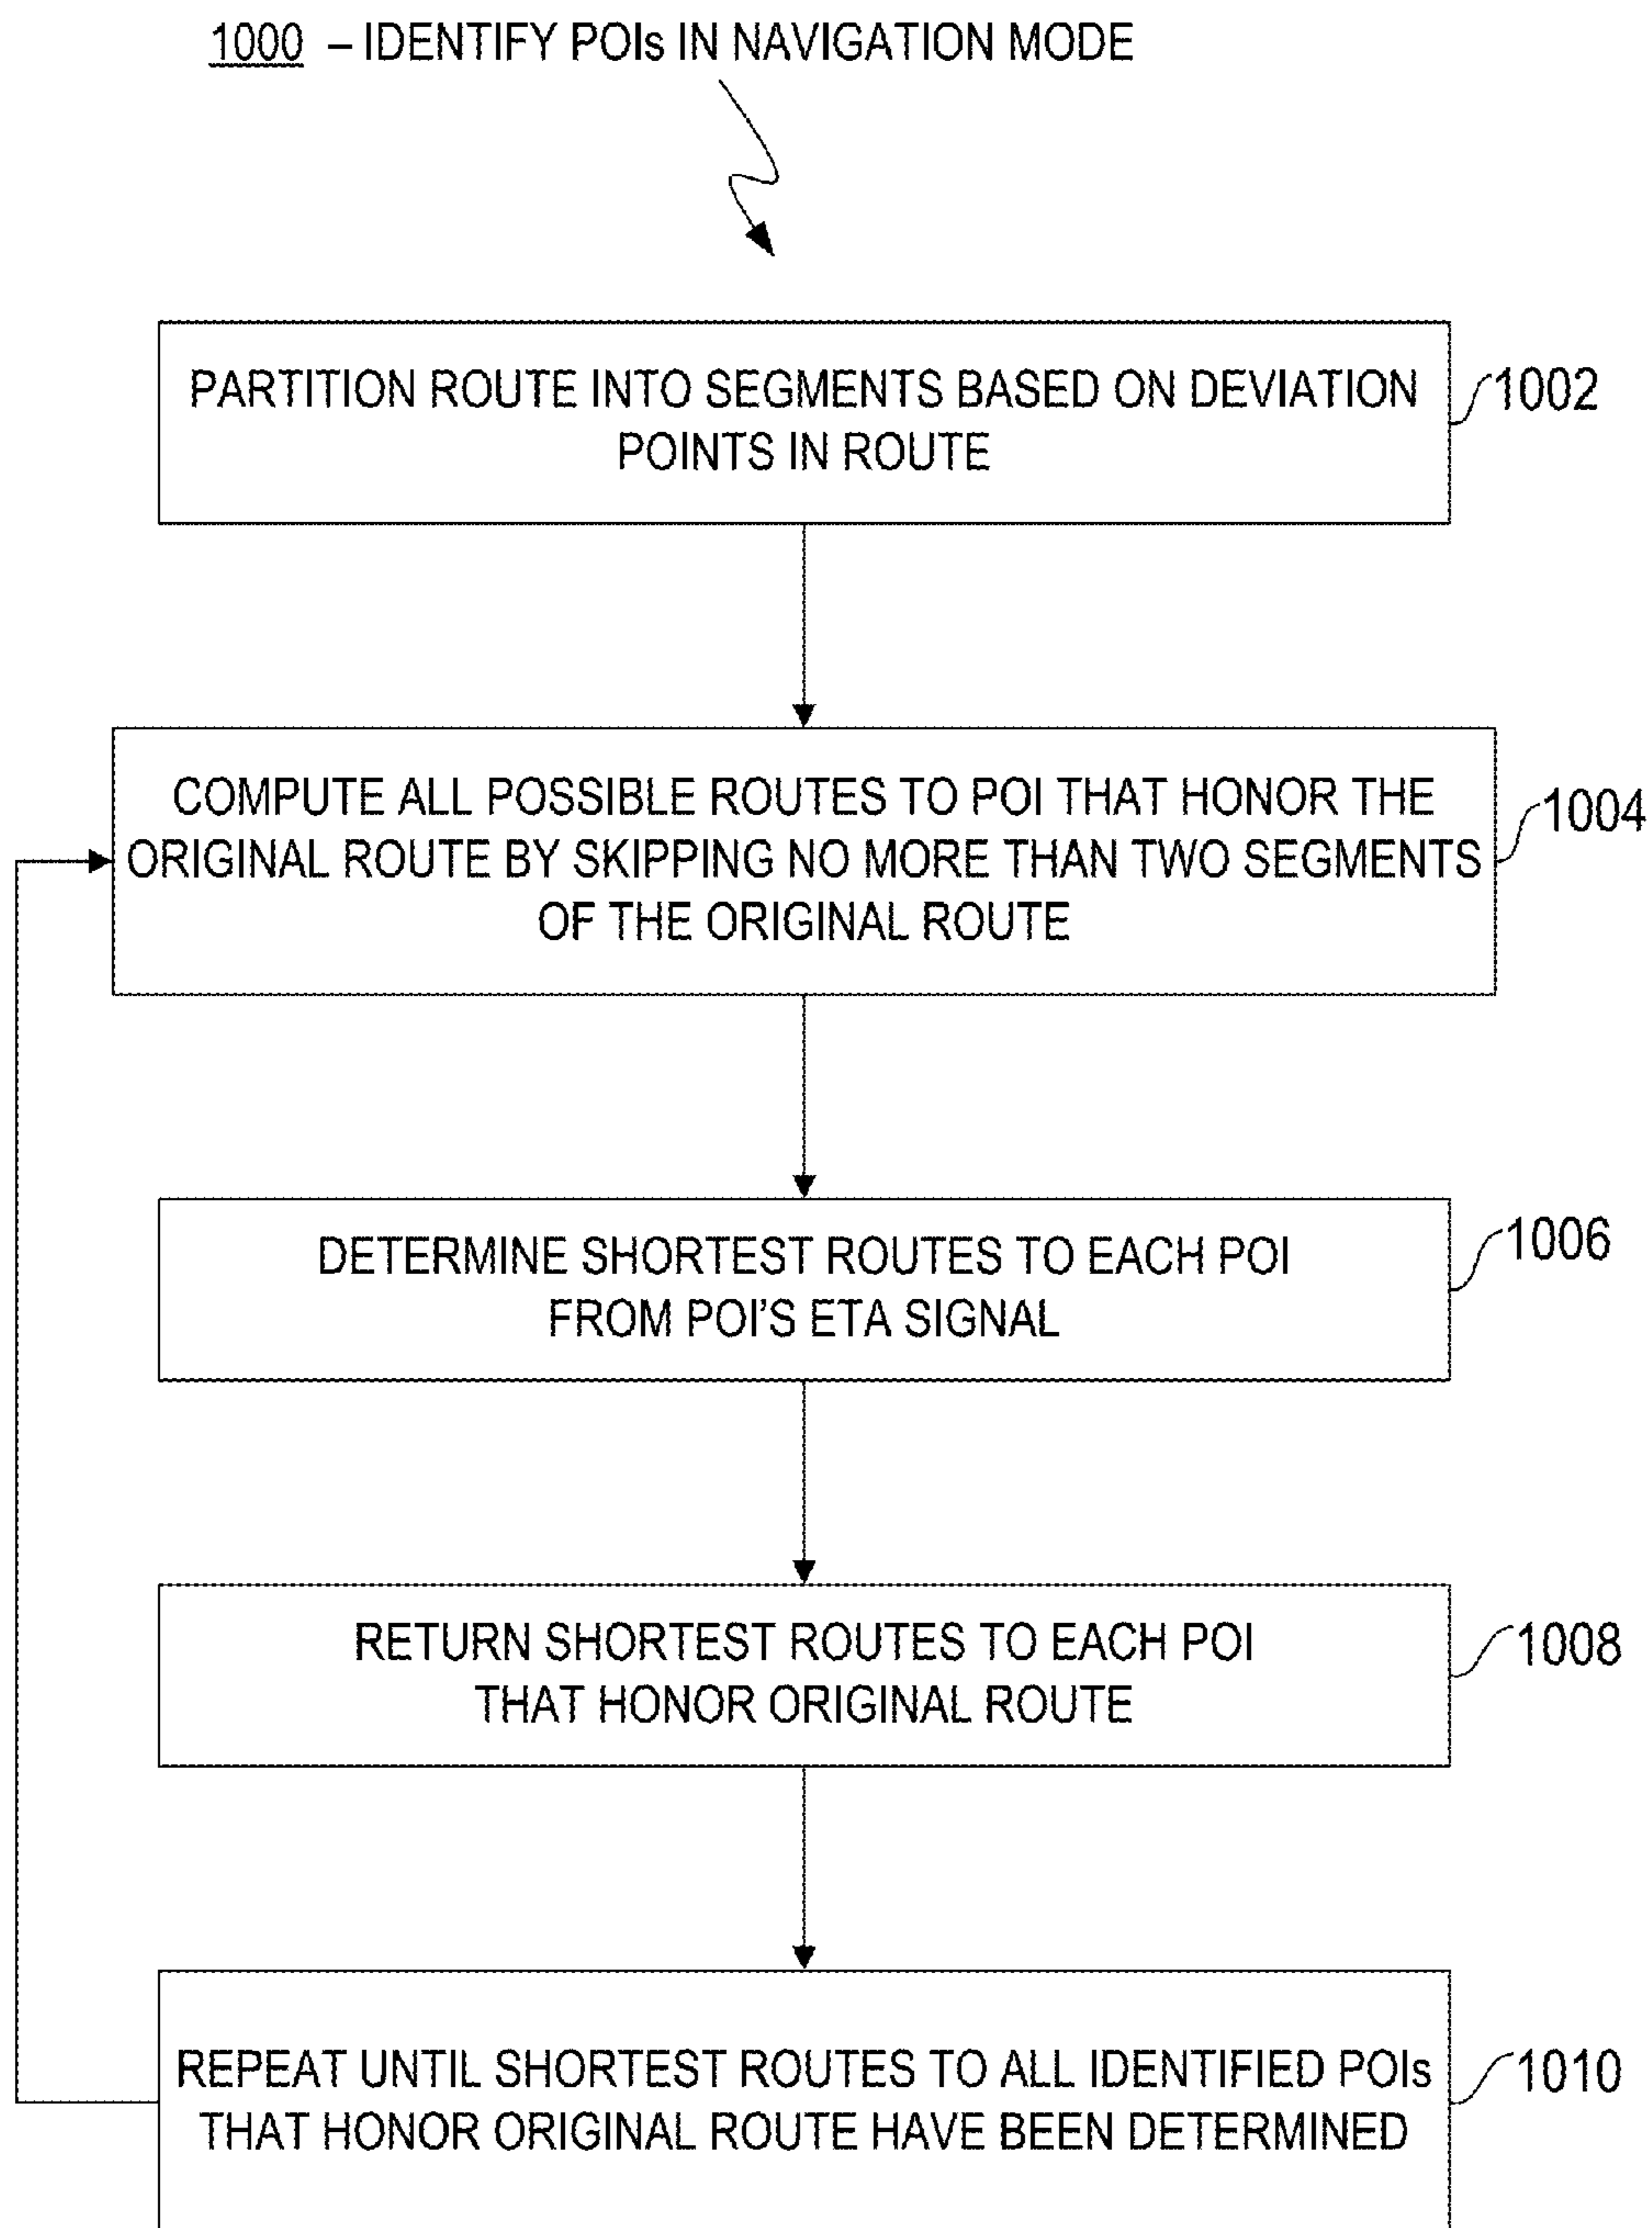 1000 – IDENTIFY POIs IN NAVIGATION MODE
PARTITION ROUTE INTO SEGMENTS BASED ON DEVIATION
POINTS IN ROUTE
1002
COMPUTE ALL POSSIBLE ROUTES TO POI THAT HONOR THE
ORIGINAL ROUTE BY SKIPPING NO MORE THAN TWO SEGMENTS
OF THE ORIGINAL ROUTE
1004
DETERMINE SHORTEST ROUTES TO EACH POI
FROM POI'S ETA SIGNAL
1006
RETURN SHORTEST ROUTES TO EACH POI
THAT HONOR ORIGINAL ROUTE
1008
REPEAT UNTIL SHORTEST ROUTES TO ALL IDENTIFIED POIs
THAT HONOR ORIGINAL ROUTE HAVE BEEN DETERMINED
1010